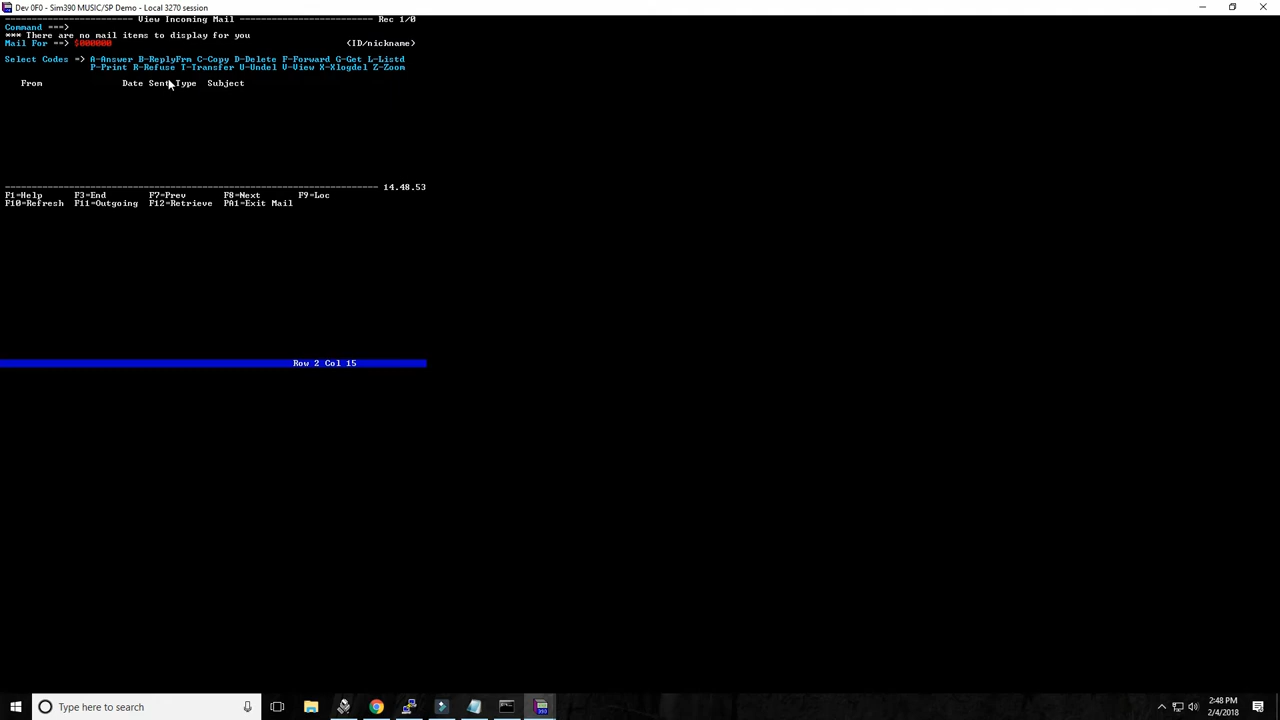 Dev 0F0 - Sim390 MUSIC/SP Demo - Local 3270 session
------------------------ View Incoming Mail ------------------------- Rec 1/0
Command ===>
*** There are no mail items to display for you
Mail For ==> $000000 (ID/nickname)
Select Codes => A-Answer B-ReplyFrm C-Copy D-Delete F-Forward G-Get L-Listd
P-Print R-Refuse T-Transfer U-Undel V-View X-Xlogdel Z-Zoom
From Date Sent Type Subject
---------------------------------------------------------------------- 14.48.53
F1=Help F3=End F7=Prev F8=Next F9=Loc
F10=Refresh F11=Outgoing F12=Retrieve PA1=Exit Mail
Row 2 Col 15
Type here to search
2:48 PM
2/4/2018